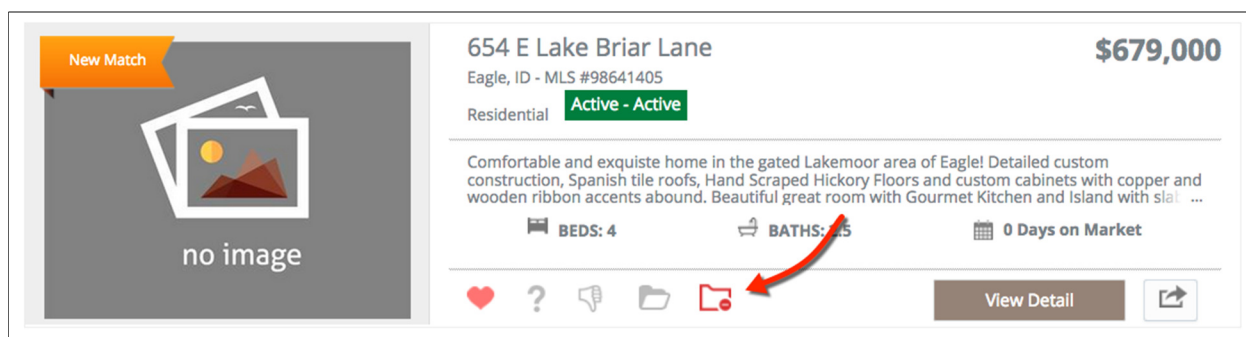 New Match
no image
654 E Lake Briar Lane
$679,000
Eagle, ID - MLS #98641405
Residential
Active - Active
Comfortable and exquiste home in the gated Lakemoor area of Eagle! Detailed custom
construction, Spanish tile roofs, Hand Scraped Hickory Floors and custom cabinets with copper and
wooden ribbon accents abound. Beautiful great room with Gourmet Kitchen and Island with ...
BEDS: 4
BATHS:
0 Days on Market
?
View Detail